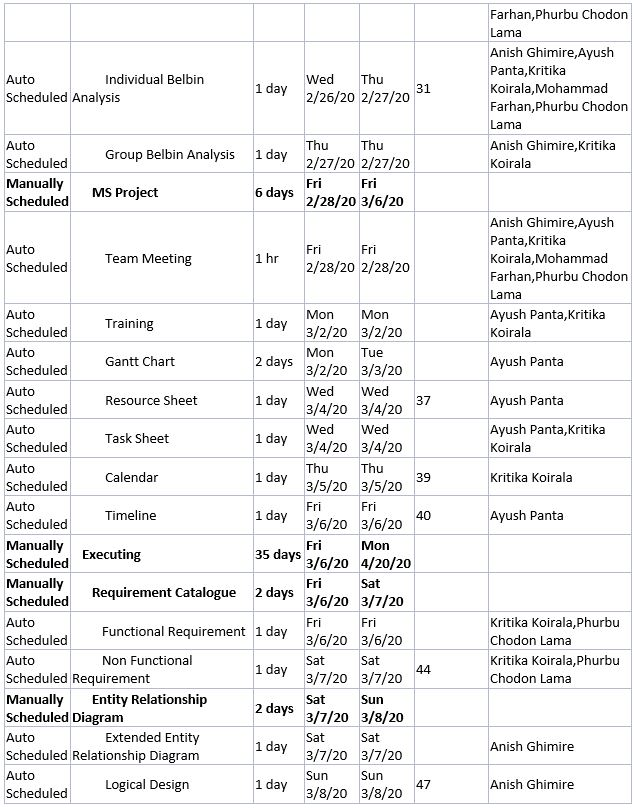 Farhan,Phurbu Chodon
Lama
Auto Scheduled Individual Belbin Analysis 1 day Wed 2/26/20 Thu 2/27/20 31 Anish Ghimire,Ayush Panta,Kritika Koirala,Mohammad Farhan,Phurbu Chodon Lama
Auto Scheduled Group Belbin Analysis 1 day Thu 2/27/20 Thu 2/27/20 Anish Ghimire,Kritika Koirala
Manually Scheduled MS Project 6 days Fri 2/28/20 Fri 3/6/20
Auto Scheduled Team Meeting 1 hr Fri 2/28/20 Fri 2/28/20 Anish Ghimire,Ayush Panta,Kritika Koirala,Mohammad Farhan,Phurbu Chodon Lama
Auto Scheduled Training 1 day Mon 3/2/20 Mon 3/2/20 Ayush Panta,Kritika Koirala
Auto Scheduled Gantt Chart 2 days Mon 3/2/20 Tue 3/3/20 Ayush Panta
Auto Scheduled Resource Sheet 1 day Wed 3/4/20 Wed 3/4/20 37 Ayush Panta
Auto Scheduled Task Sheet 1 day Wed 3/4/20 Wed 3/4/20 Ayush Panta,Kritika Koirala
Auto Scheduled Calendar 1 day Thu 3/5/20 Thu 3/5/20 39 Kritika Koirala
Auto Scheduled Timeline 1 day Fri 3/6/20 Fri 3/6/20 40 Ayush Panta
Manually Scheduled Executing 35 days Fri 3/6/20 Mon 4/20/20
Manually Scheduled Requirement Catalogue 2 days Fri 3/6/20 Sat 3/7/20
Auto Scheduled Functional Requirement 1 day Fri 3/6/20 Fri 3/6/20 Kritika Koirala,Phurbu Chodon Lama
Auto Scheduled Non Functional Requirement 1 day Sat 3/7/20 Sat 3/7/20 44 Kritika Koirala,Phurbu Chodon Lama
Manually Scheduled Entity Relationship Diagram 2 days Sat 3/7/20 Sun 3/8/20
Auto Scheduled Extended Entity Relationship Diagram 1 day Sat 3/7/20 Sat 3/7/20 Anish Ghimire
Auto Scheduled Logical Design 1 day Sun 3/8/20 Sun 3/8/20 47 Anish Ghimire